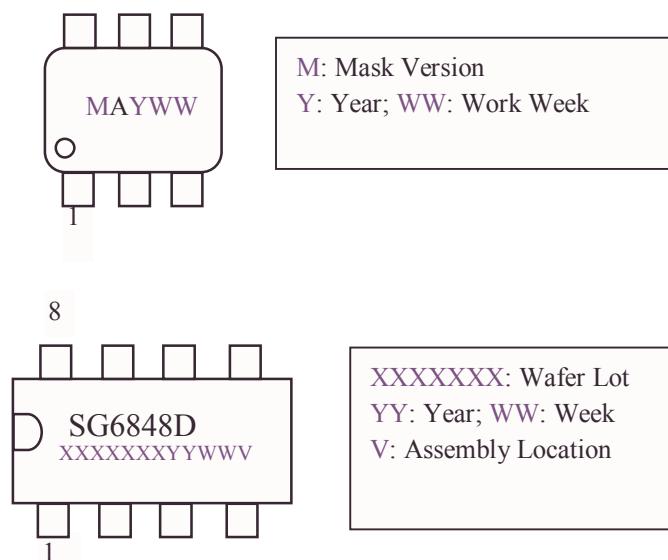 MAYWW
1
M: Mask Version
Y: Year; WW: Work Week
8
SG6848D
XXXXXXXYYWWV
1
XXXXXXX: Wafer Lot
YY: Year; WW: Week
V: Assembly Location